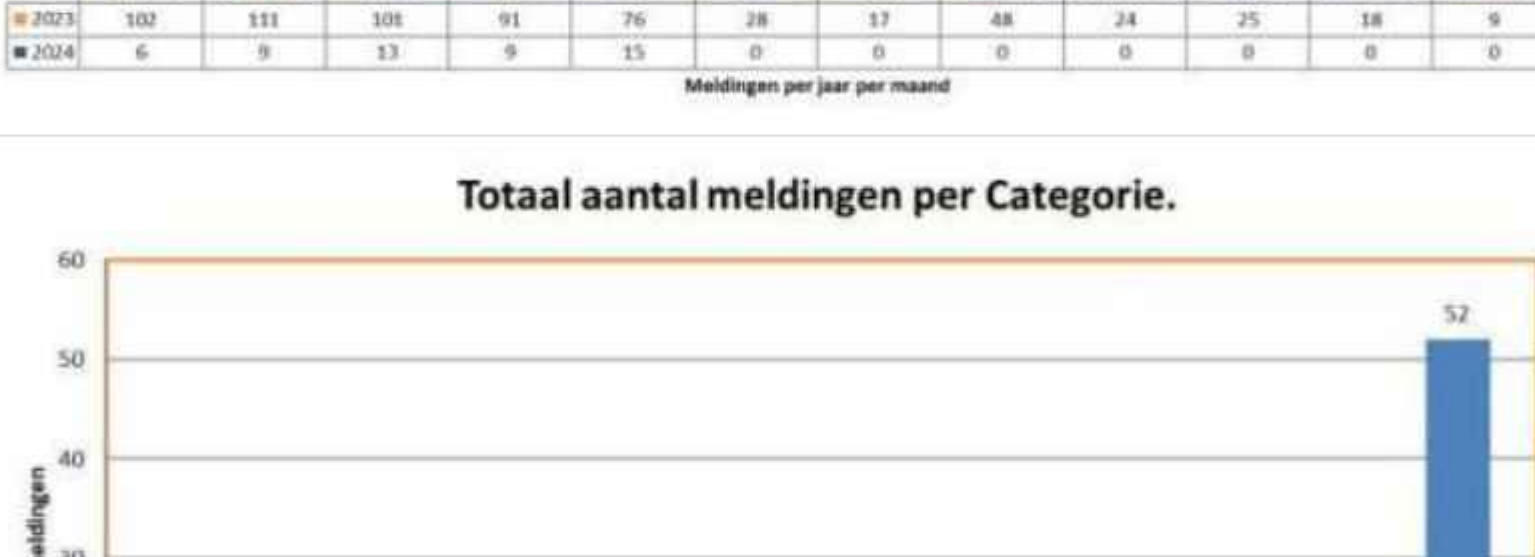 2023 102 111 101 91 76 28 17 48 24 25 18 9
2024 6 9 13 9 15 0 0 0 0 0 0 0
Meldingen per jaar per maand
Totaal aantal meldingen per Categorie.
60
52
50
40